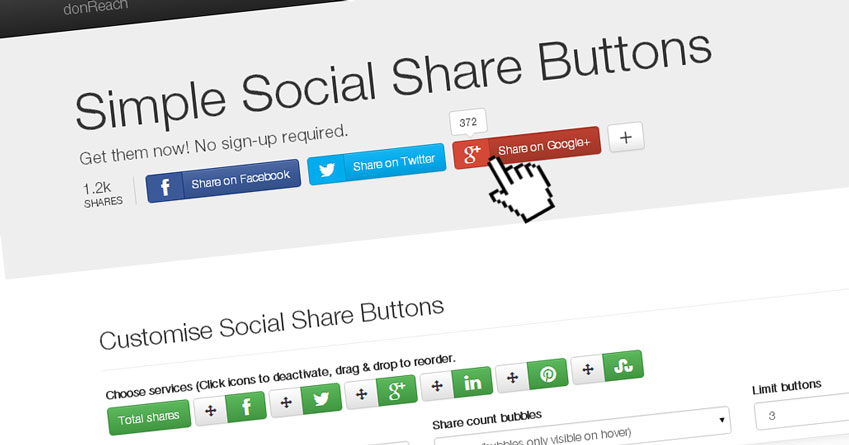 donReach
Simple Social Share Buttons
Get them now! No sign-up required.
372
1.2k
SHARES
Share on Facebook
Share on Twitter
g+ Share on Google+
Customise Social Share Buttons
Choose services (Click icons to deactivate, drag & drop to reorder.
Total shares
Share count bubbles
(bubbles only visible on hover)
Limit buttons
3